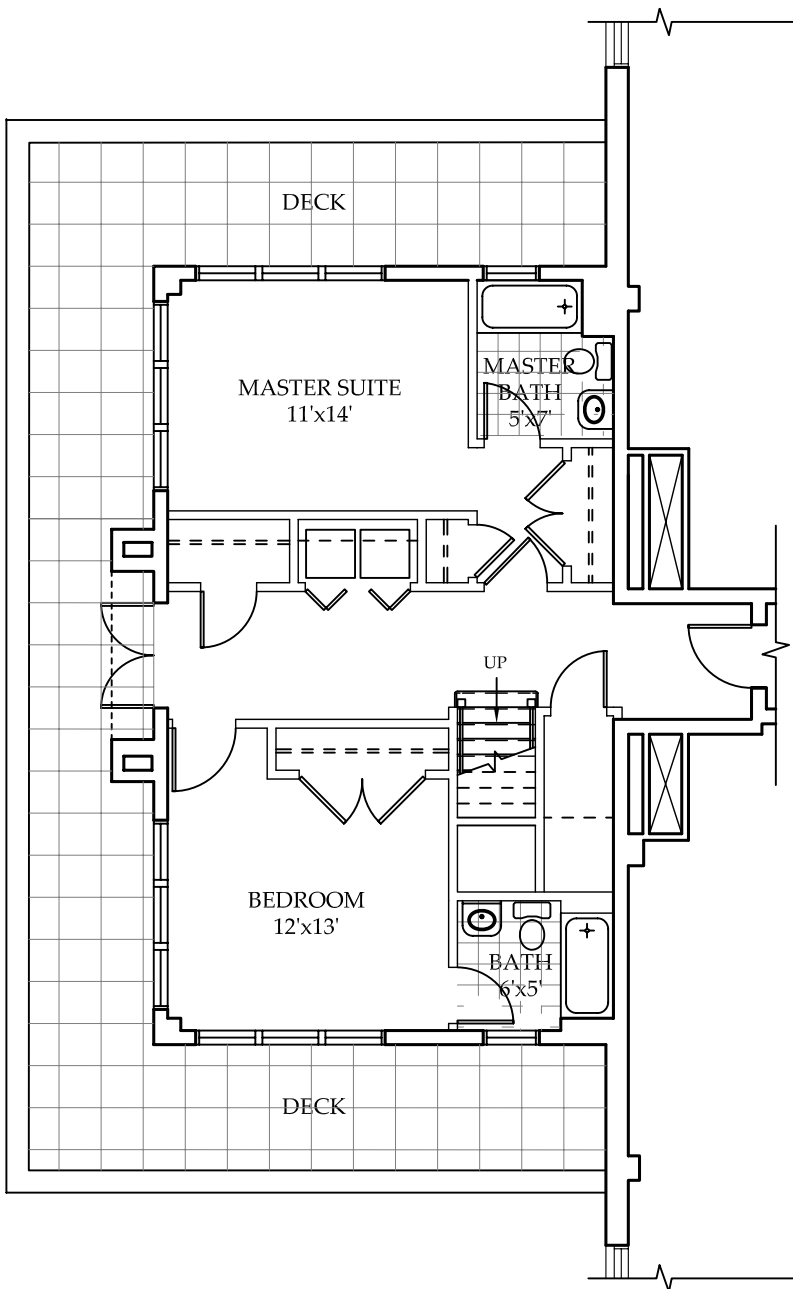 DECK
MASTER SUITE
11'x14'
MASTER
BATH
5'x7'
UP
BEDROOM
12'x13'
BATH
6'x5'
DECK